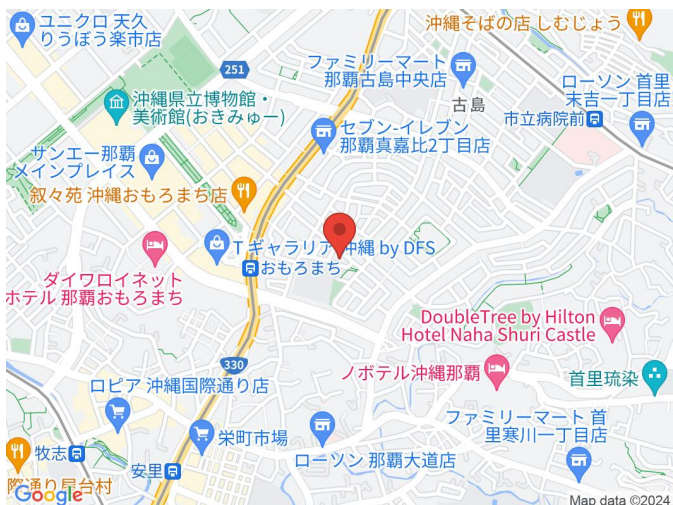 ユニクロ 天久
りうぼう楽市店
沖縄そばの店 しむじょう
251
ファミリーマート
那覇古島中央店
古島
ローソン 首里
末吉一丁目店
市立病院前
沖縄県立博物館・
美術館(おきみゅー)
セブン-イレブン
那覇真嘉比2丁目店
サンエー那覇
メインプレイス
叙々苑 沖縄おもろまち店
T ギャラリア 沖縄 by DFS
おもろまち
ダイワロイネット
ホテル 那覇おもろまち
DoubleTree by Hilton
Hotel Naha Shuri Castle
330
ノボテル沖縄那覇
首里琉染
ロピア 沖縄国際通り店
栄町市場
ファミリーマート 首
里寒川一丁目店
牧志
安里
ローソン 那覇大道店
際通り屋台村
Google
Map data ©2024